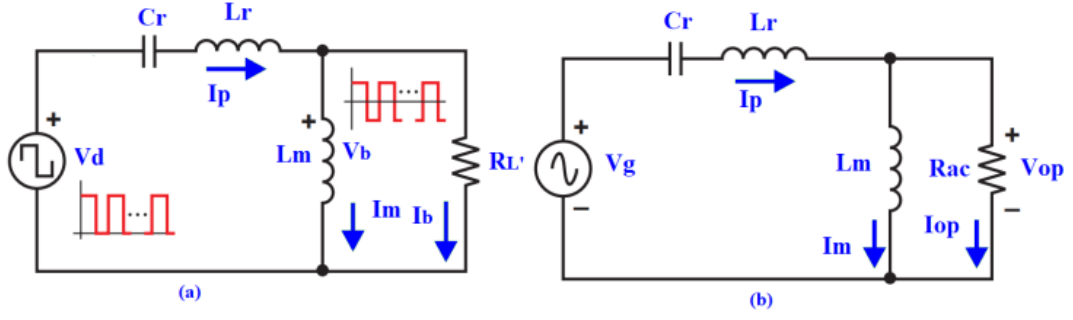 Cr
Lr
Ip
+
Vd
Lm
+
Vb
RL'
Im
Ib
(a)
Cr
Lr
Ip
+
Vg
−
Lm
Rac
+
Vop
−
Im
Iop
(b)